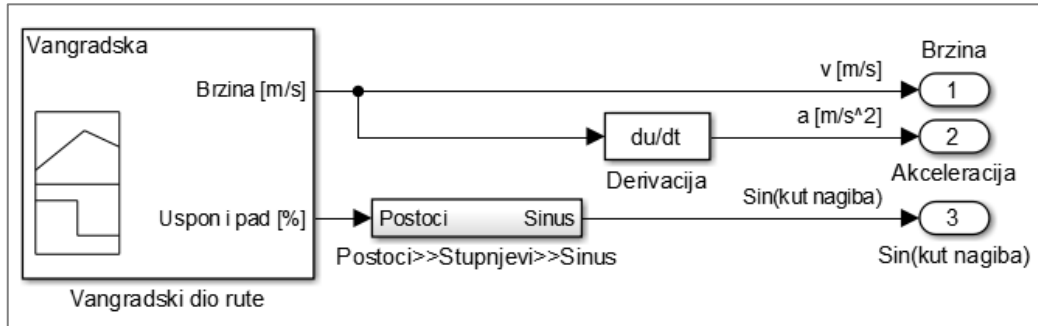 Vangradska
Brzina [m/s]
Uspon i pad [%]
Vangradski dio rute
v [m/s]
Brzina
1
du/dt
Derivacija
a [m/s^2]
2
Akceleracija
Postoci Sinus
Postoci>>Stupnjevi>>Sinus
Sin(kut nagiba)
3
Sin(kut nagiba)